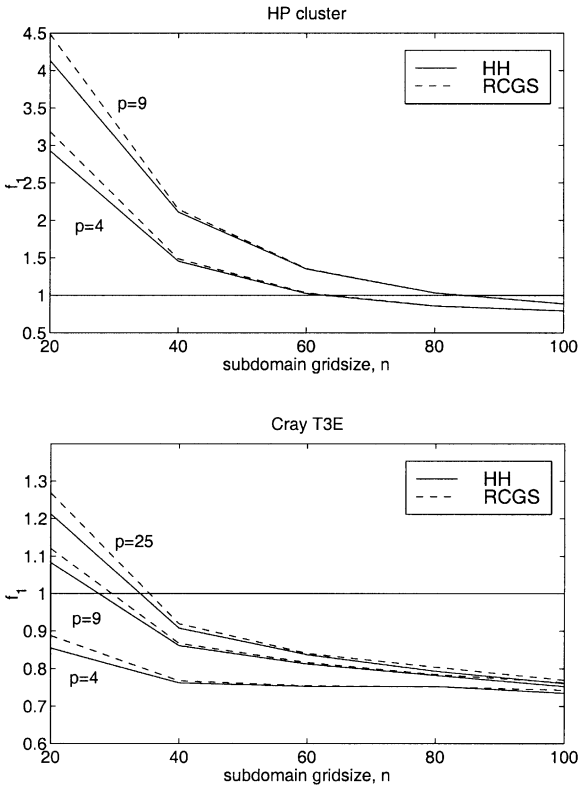 HP cluster
4.5
4
3.5
3
2.5
2
1.5
1
0.5
f1
p=9
p=4
HH
RCGS
20
40
60
80
100
subdomain gridsize, n
Cray T3E
1.3
1.2
1.1
1
0.9
0.8
0.7
0.6
f1
p=25
p=9
p=4
HH
RCGS
20
40
60
80
100
subdomain gridsize, n